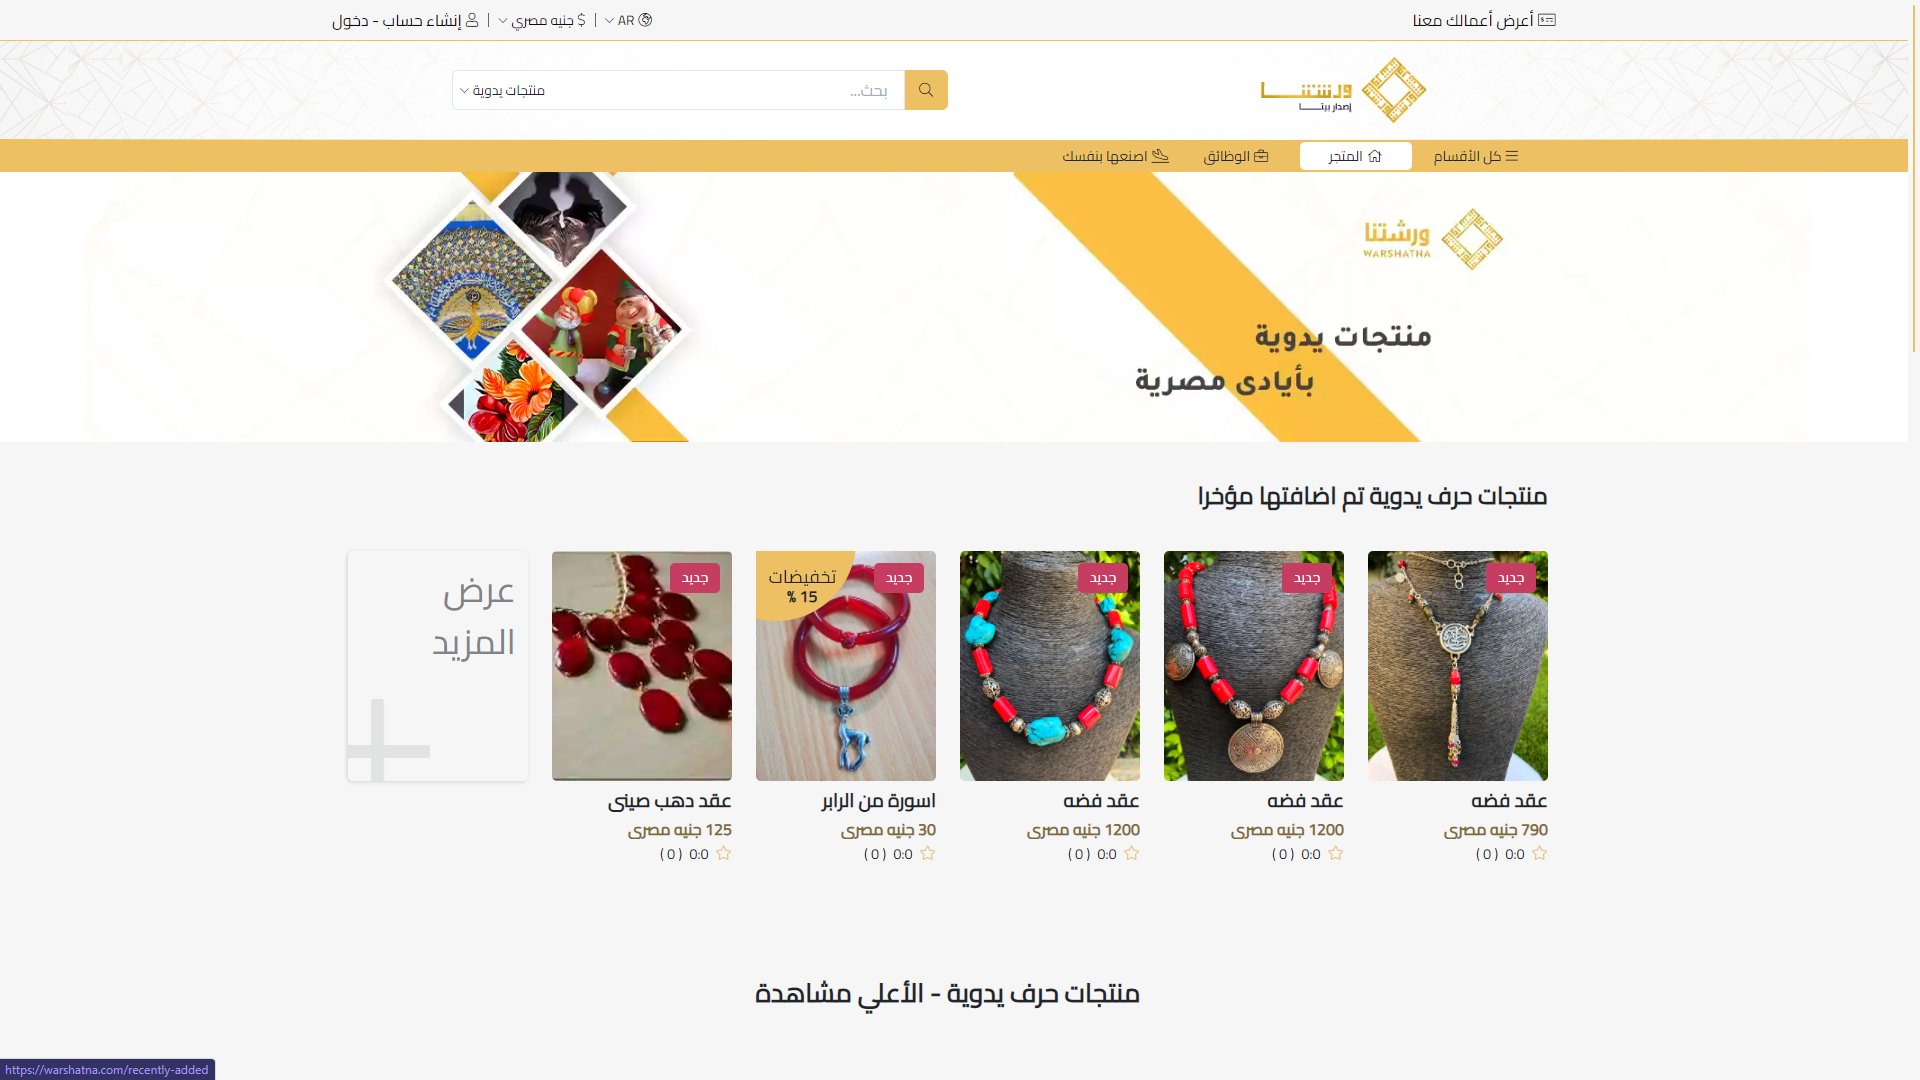 أعرض أعمالك معنا
AR
جنيه مصري
إنشاء حساب - دخول
ورشتنا
إصدار بيتا
بحث...
منتجات يدوية
كل الأقسام
المتجر
الوظائق
اصنعها بنفسك
ورشتنا
WARSHATNA
منتجات يدوية
بأيادى مصرية
منتجات حرف يدوية تم اضافتها مؤخرا
جديد
عقد فضه
790 جنيه مصرى
0:0 ( 0 )
جديد
عقد فضه
1200 جنيه مصرى
0:0 ( 0 )
جديد
عقد فضه
1200 جنيه مصرى
0:0 ( 0 )
جديد
تخفيضات
15 %
اسورة من الرابر
30 جنيه مصرى
0:0 ( 0 )
جديد
عقد دهب صينى
125 جنيه مصرى
0:0 ( 0 )
عرض
المزيد
منتجات حرف يدوية - الأعلي مشاهدة
https://warshatna.com/recently-added